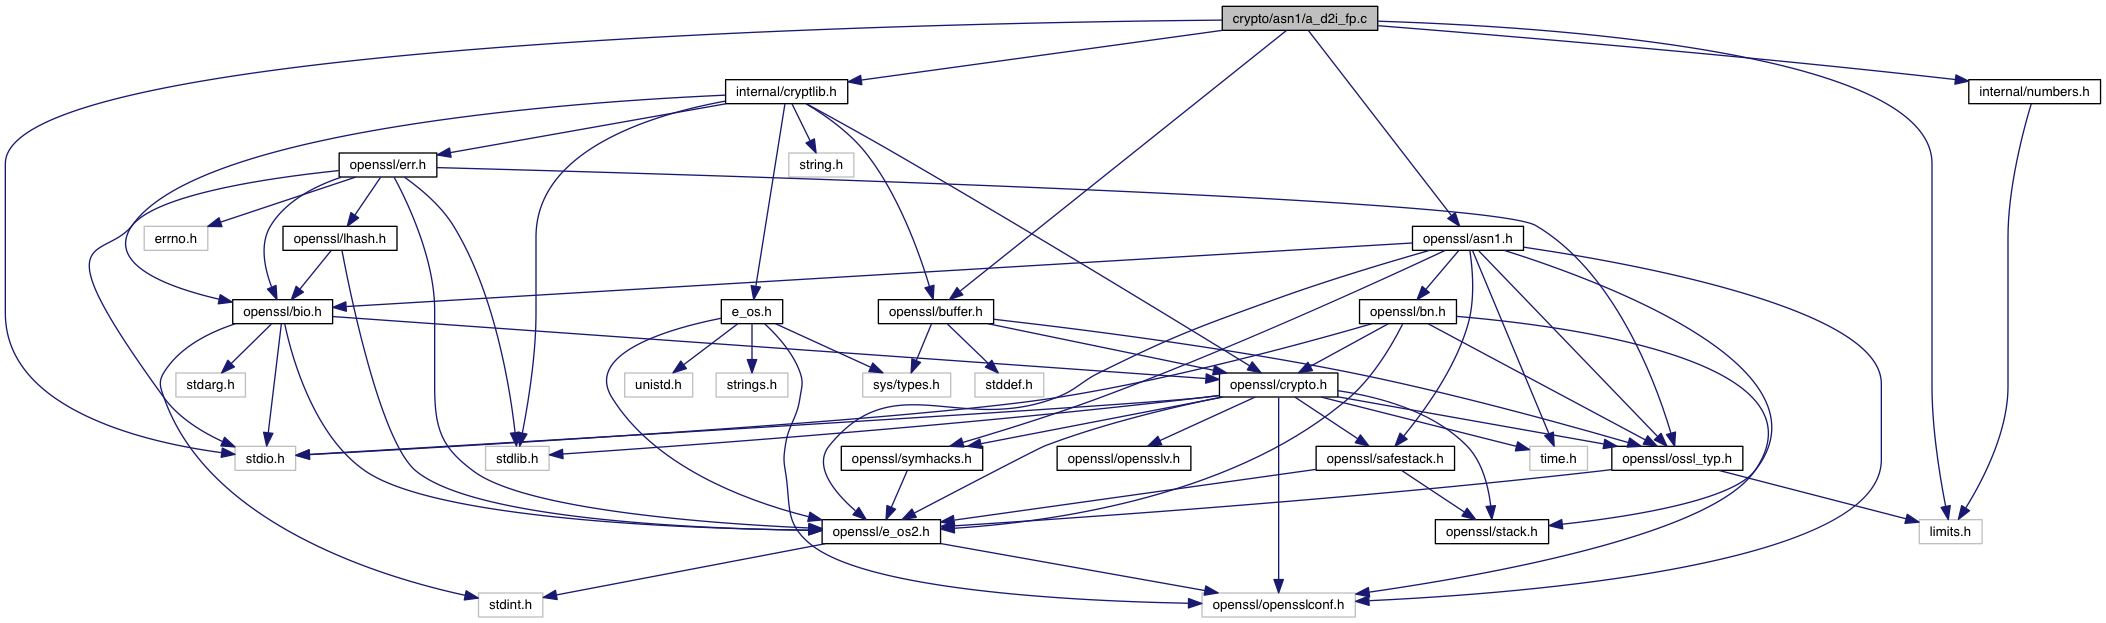 crypto/asn1/a_d2i_fp.c
internal/cryptlib.h
internal/numbers.h
openssl/err.h
string.h
errno.h
openssl/lhash.h
openssl/asn1.h
openssl/bio.h
e_os.h
openssl/buffer.h
openssl/bn.h
stdarg.h
unistd.h
strings.h
sys/types.h
stddef.h
openssl/crypto.h
stdio.h
stdlib.h
openssl/symhacks.h
openssl/opensslv.h
openssl/safestack.h
time.h
openssl/ossl_typ.h
openssl/e_os2.h
openssl/stack.h
limits.h
stdint.h
openssl/opensslconf.h